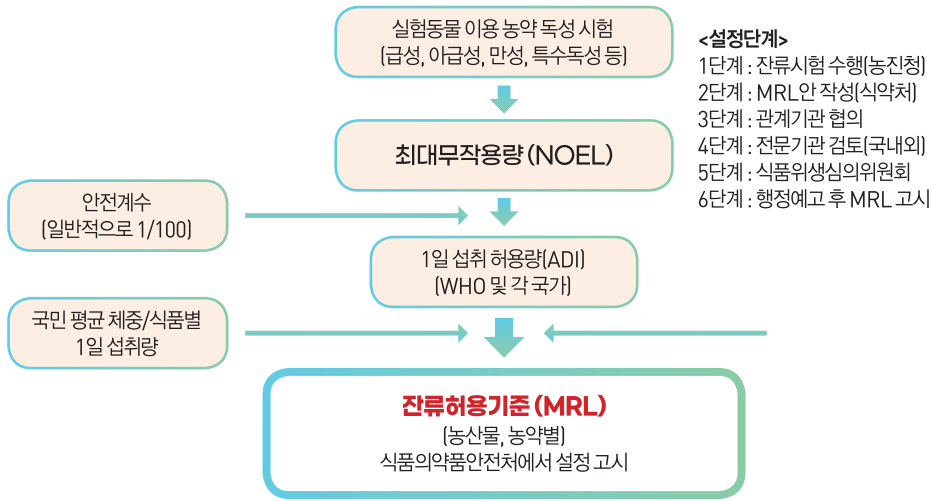 실험동물 이용 농약 독성 시험
(급성, 아급성, 만성, 특수독성 등)
<설정단계>
1단계 : 잔류시험 수행(농진청)
2단계 : MRL안 작성(식약처)
3단계 : 관계기관 협의
4단계 : 전문기관 검토(국내외)
5단계 : 식품위생심의위원회
6단계 : 행정예고 후 MRL 고시
최대무작용량 (NOEL)
안전계수
(일반적으로 1/100)
1일 섭취 허용량(ADI)
(WHO 및 각 국가)
국민 평균 체중/식품별
1일 섭취량
잔류허용기준 (MRL)
(농산물, 농약별)
식품의약품안전처에서 설정 고시